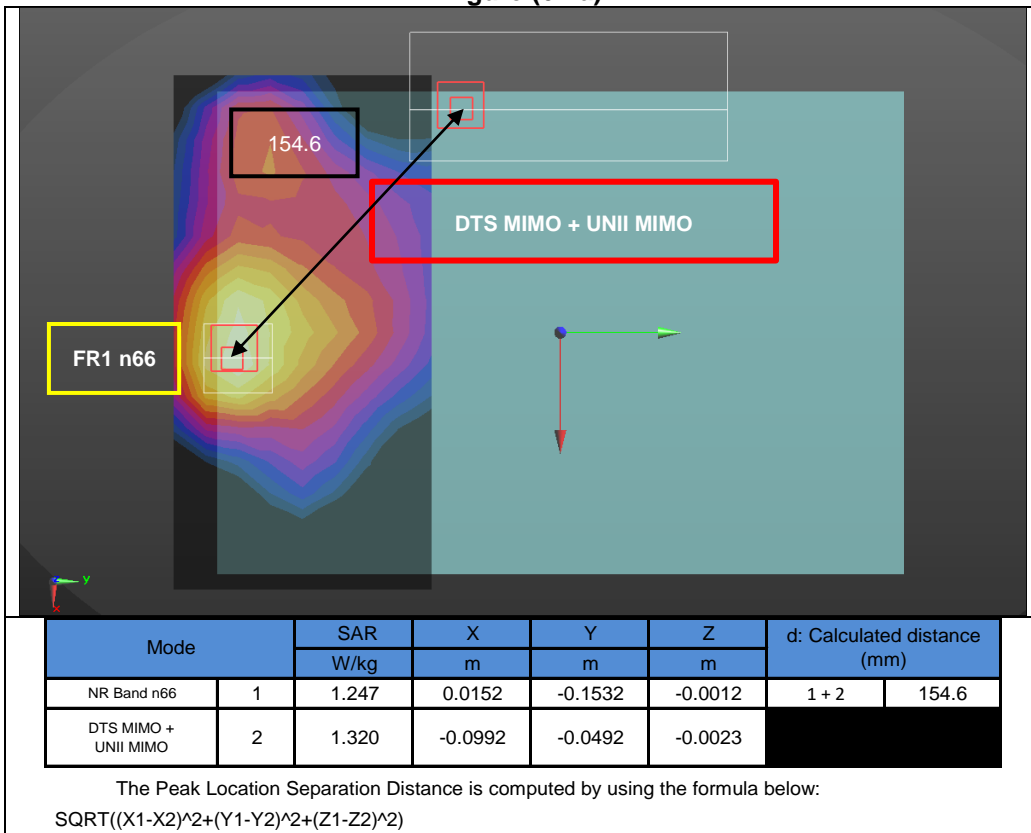 154.6
DTS MIMO + UNII MIMO
FR1 n66
y
x
Mode SAR X Y Z d: Calculated distance (mm)
W/kg m m m
NR Band n66 1 1.247 0.0152 -0.1532 -0.0012 1 + 2 154.6
DTS MIMO +
UNII MIMO 2 1.320 -0.0992 -0.0492 -0.0023
The Peak Location Separation Distance is computed by using the formula below:
SQRT((X1-X2)^2+(Y1-Y2)^2+(Z1-Z2)^2)